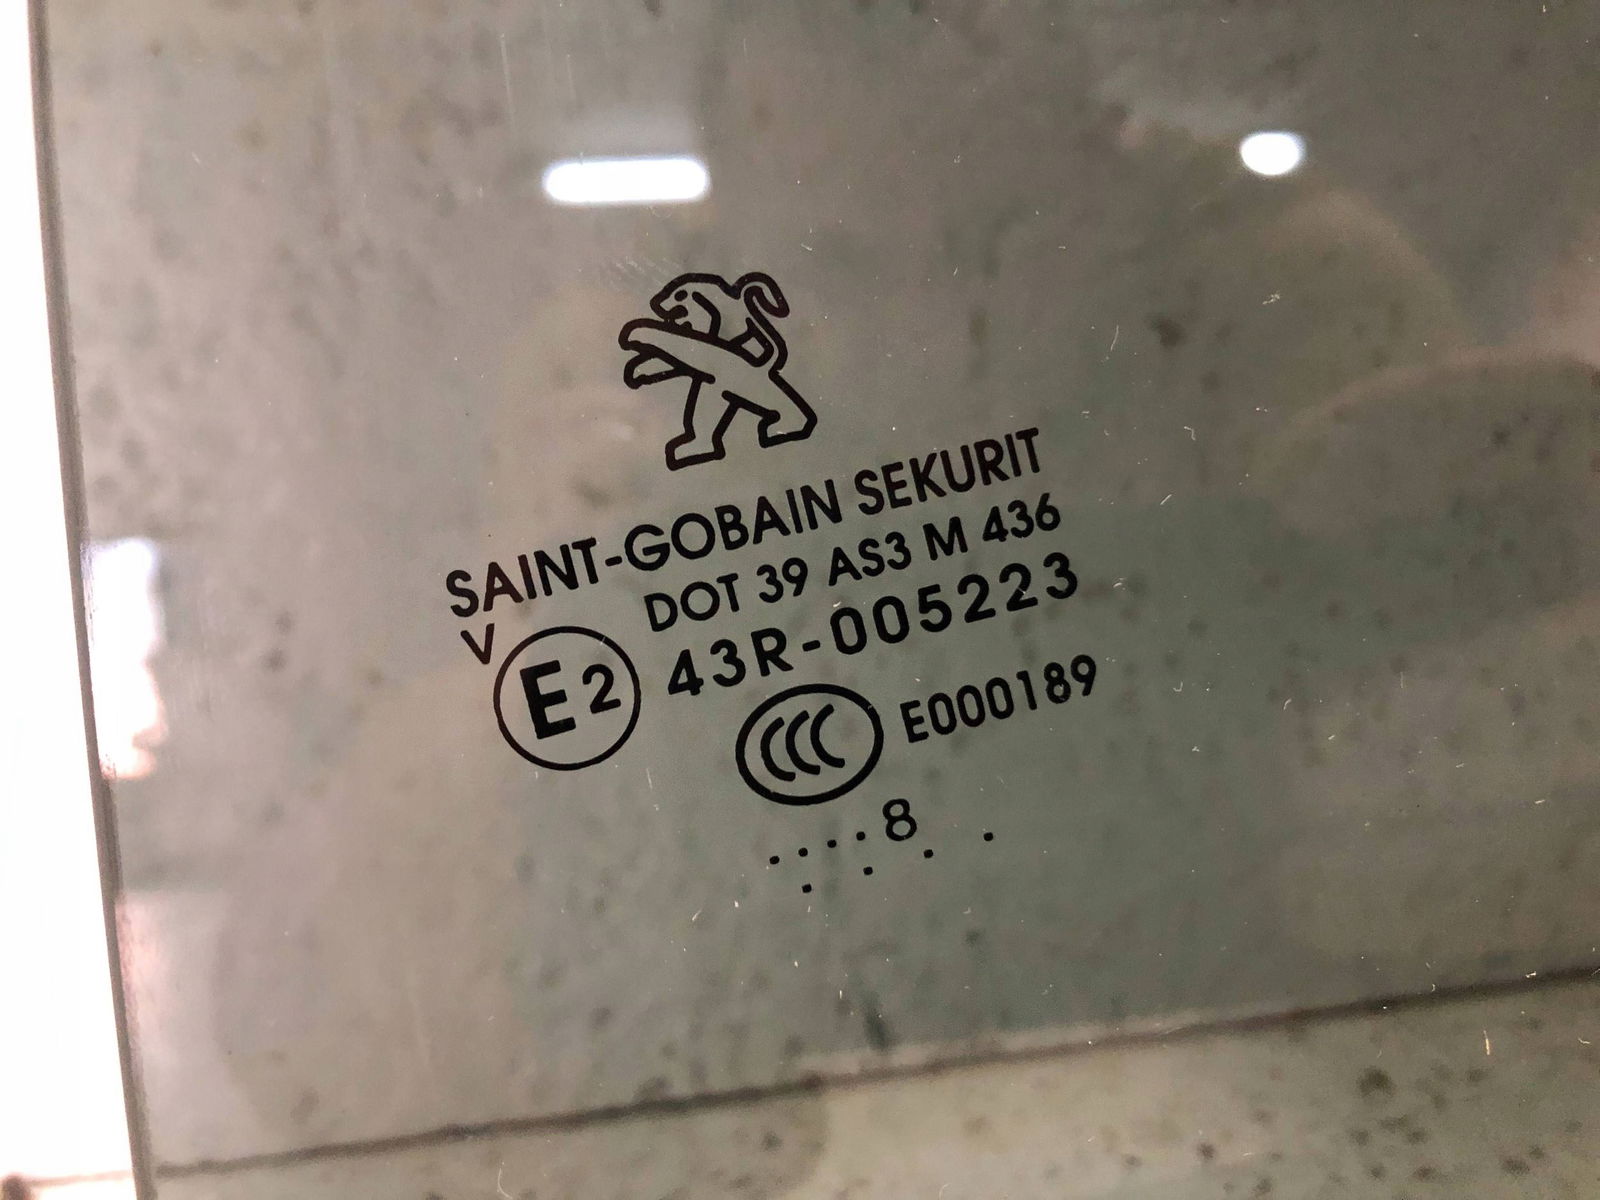 SAINT-GOBAIN SEKURIT
DOT 39 AS3 M 436
V
E2 43R-005223
CCC E000189
....8
. . . .